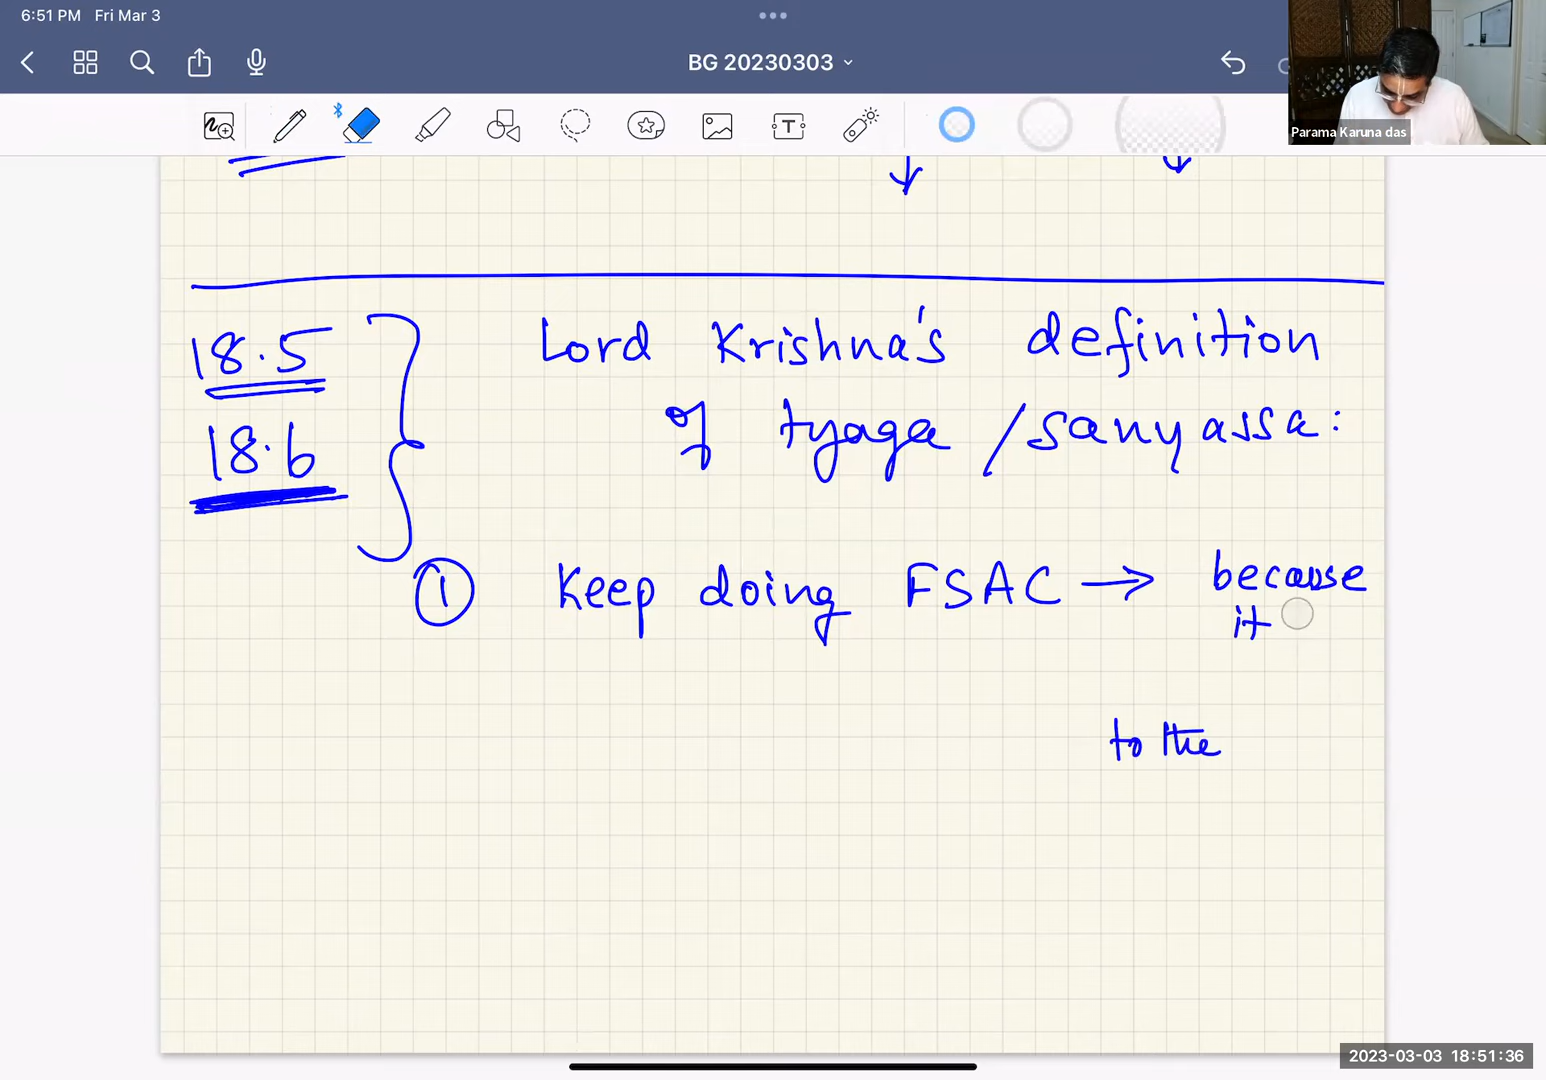 6:51 PM Fri Mar 3
BG 20230303
T
Parama Karuna das
18.5
Lord Krishna's definition
18.6
of tyaga / sanyassa:
① Keep doing FSAC → because
it
to the
2023-03-03 18:51:36